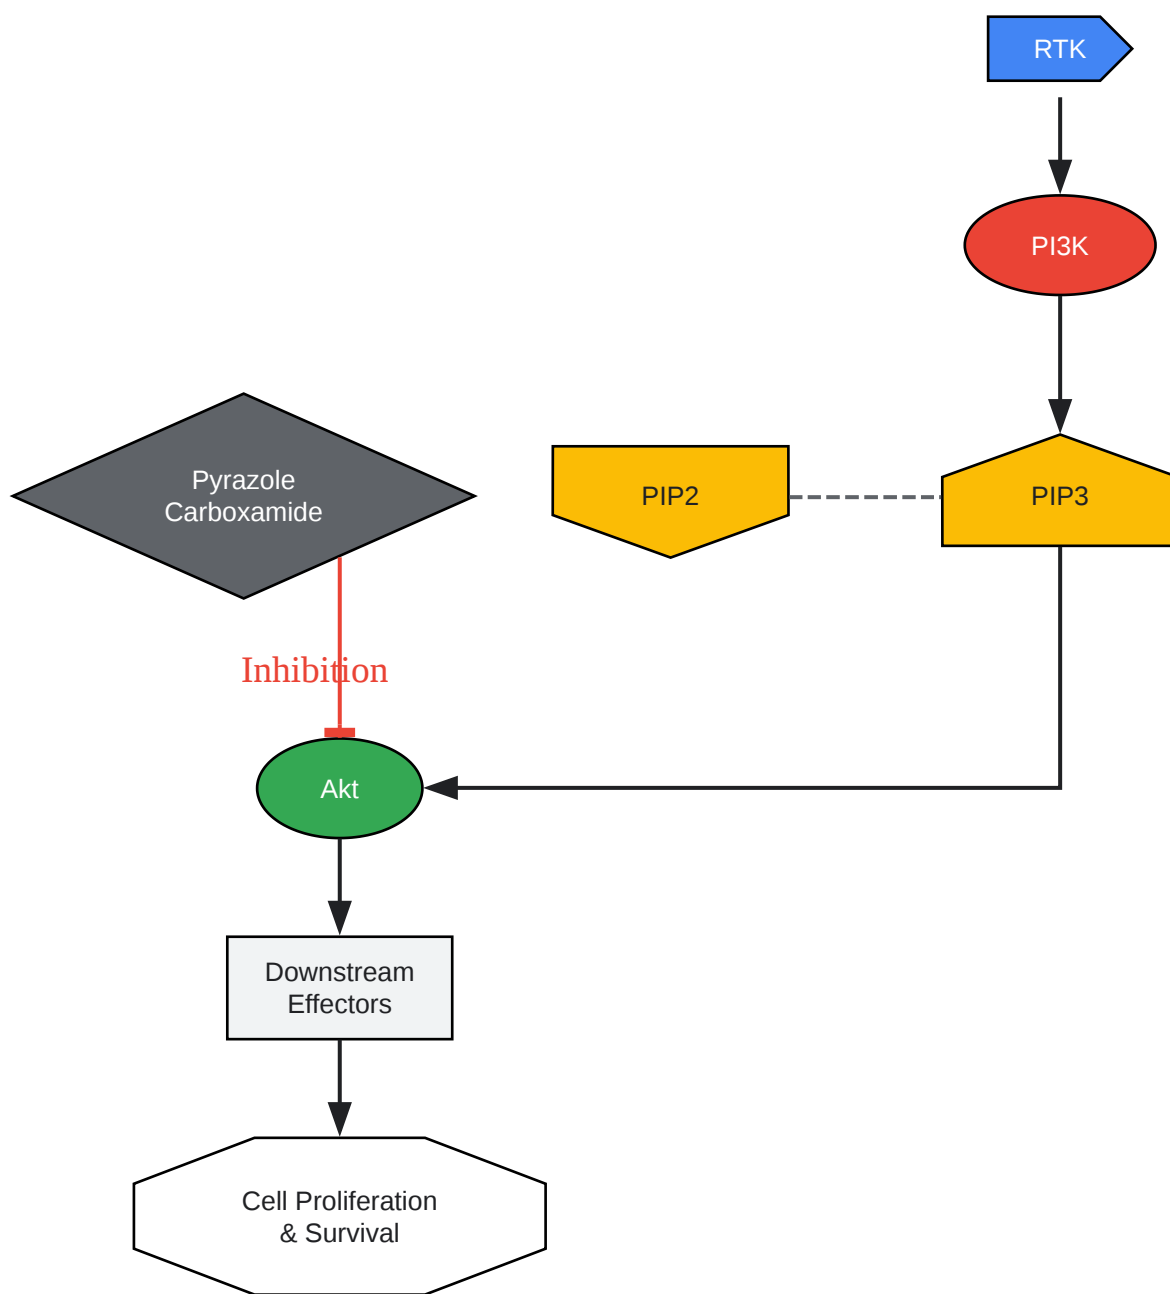 RTK
PI3K
Pyrazole
Carboxamide
PIP2
PIP3
Inhibition
Akt
Downstream
Effectors
Cell Proliferation
& Survival